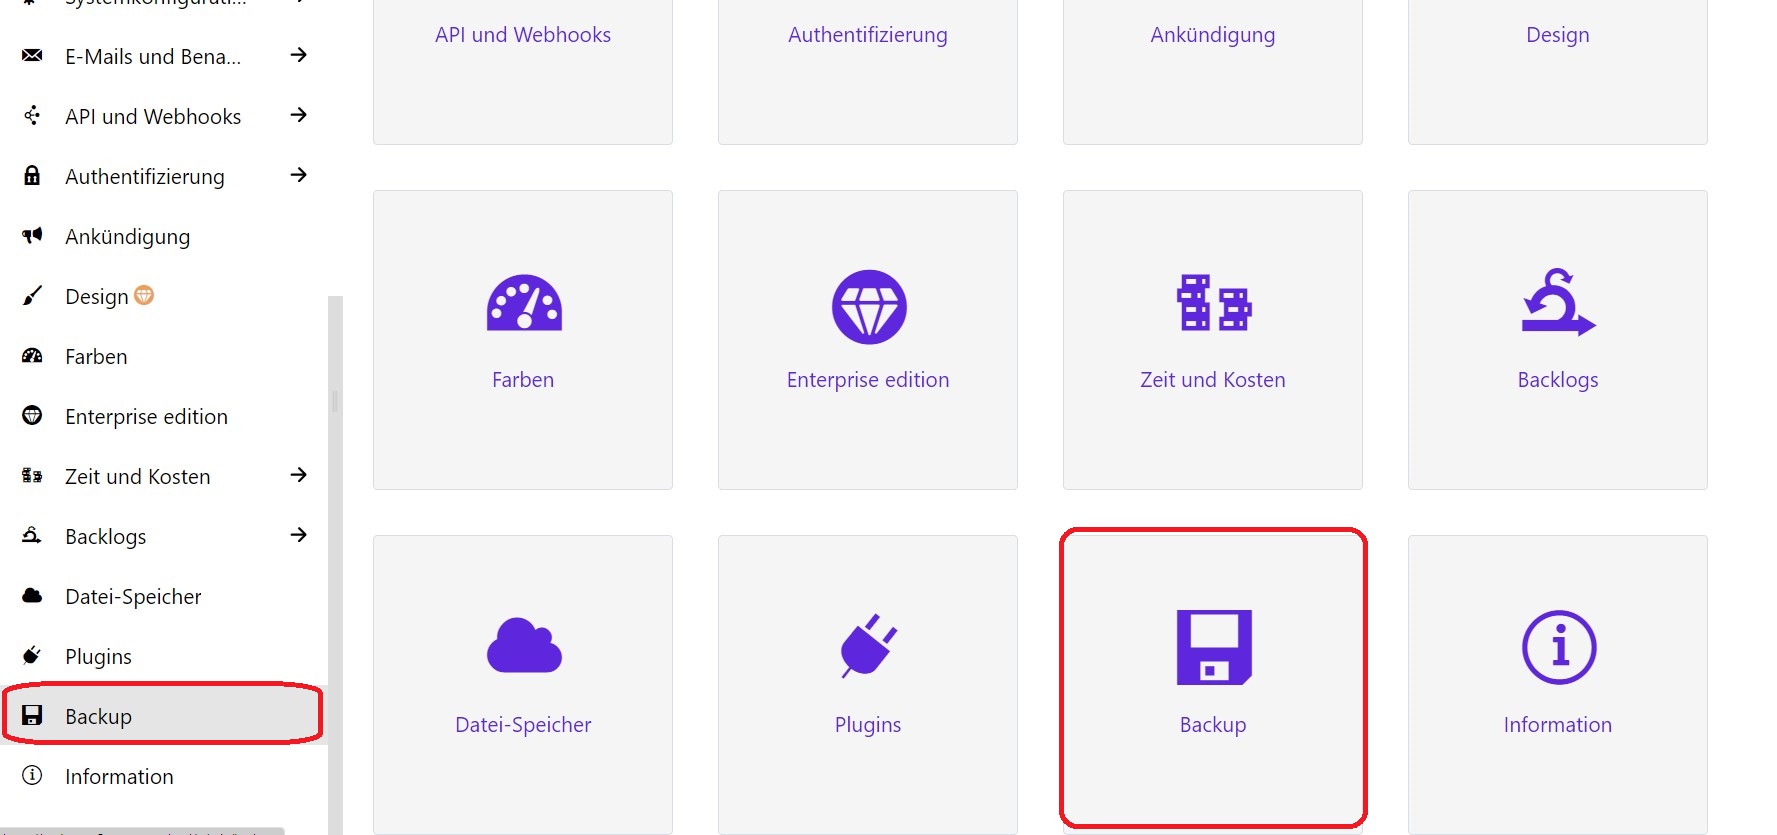 E-Mails und Bena...
API und Webhooks
Authentifizierung
Ankündigung
Design
Farben
Enterprise edition
Zeit und Kosten
Backlogs
Datei-Speicher
Plugins
Backup
Information
API und Webhooks
Authentifizierung
Ankündigung
Design
Farben
Enterprise edition
Zeit und Kosten
Backlogs
Datei-Speicher
Plugins
Backup
Information